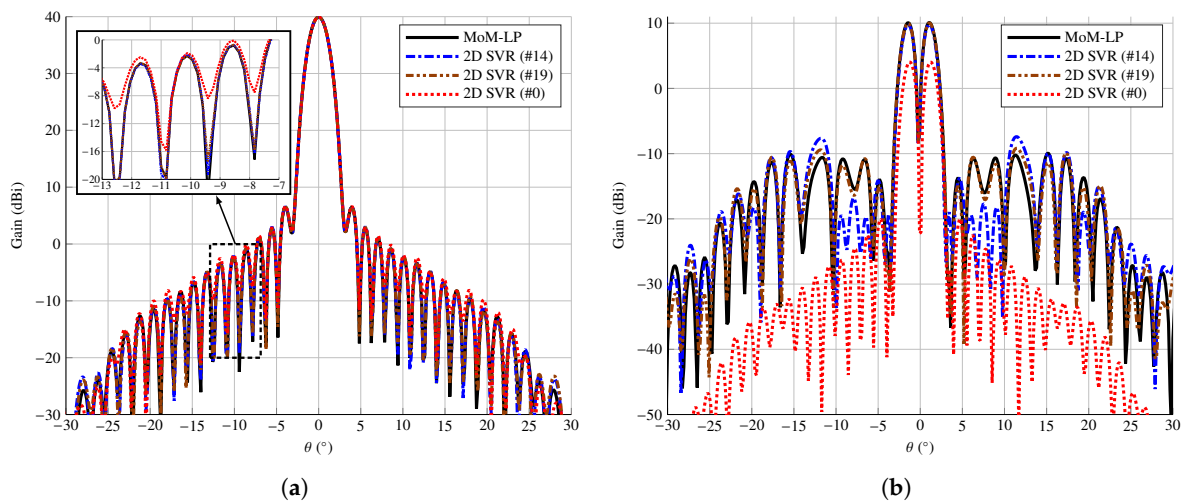 40
30
20
10
0
−10
−20
−30
Gain (dBi)
0
−4
−8
−12
−16
−20
−13 −12 −11 −10 −9 −8 −7
MoM-LP
2D SVR (#14)
2D SVR (#19)
2D SVR (#0)
−30 −25 −20 −15 −10 −5 0 5 10 15 20 25 30
θ (°)
(a)
10
0
−10
−20
−30
−40
−50
Gain (dBi)
MoM-LP
2D SVR (#14)
2D SVR (#19)
2D SVR (#0)
−30 −25 −20 −15 −10 −5 0 5 10 15 20 25 30
θ (°)
(b)